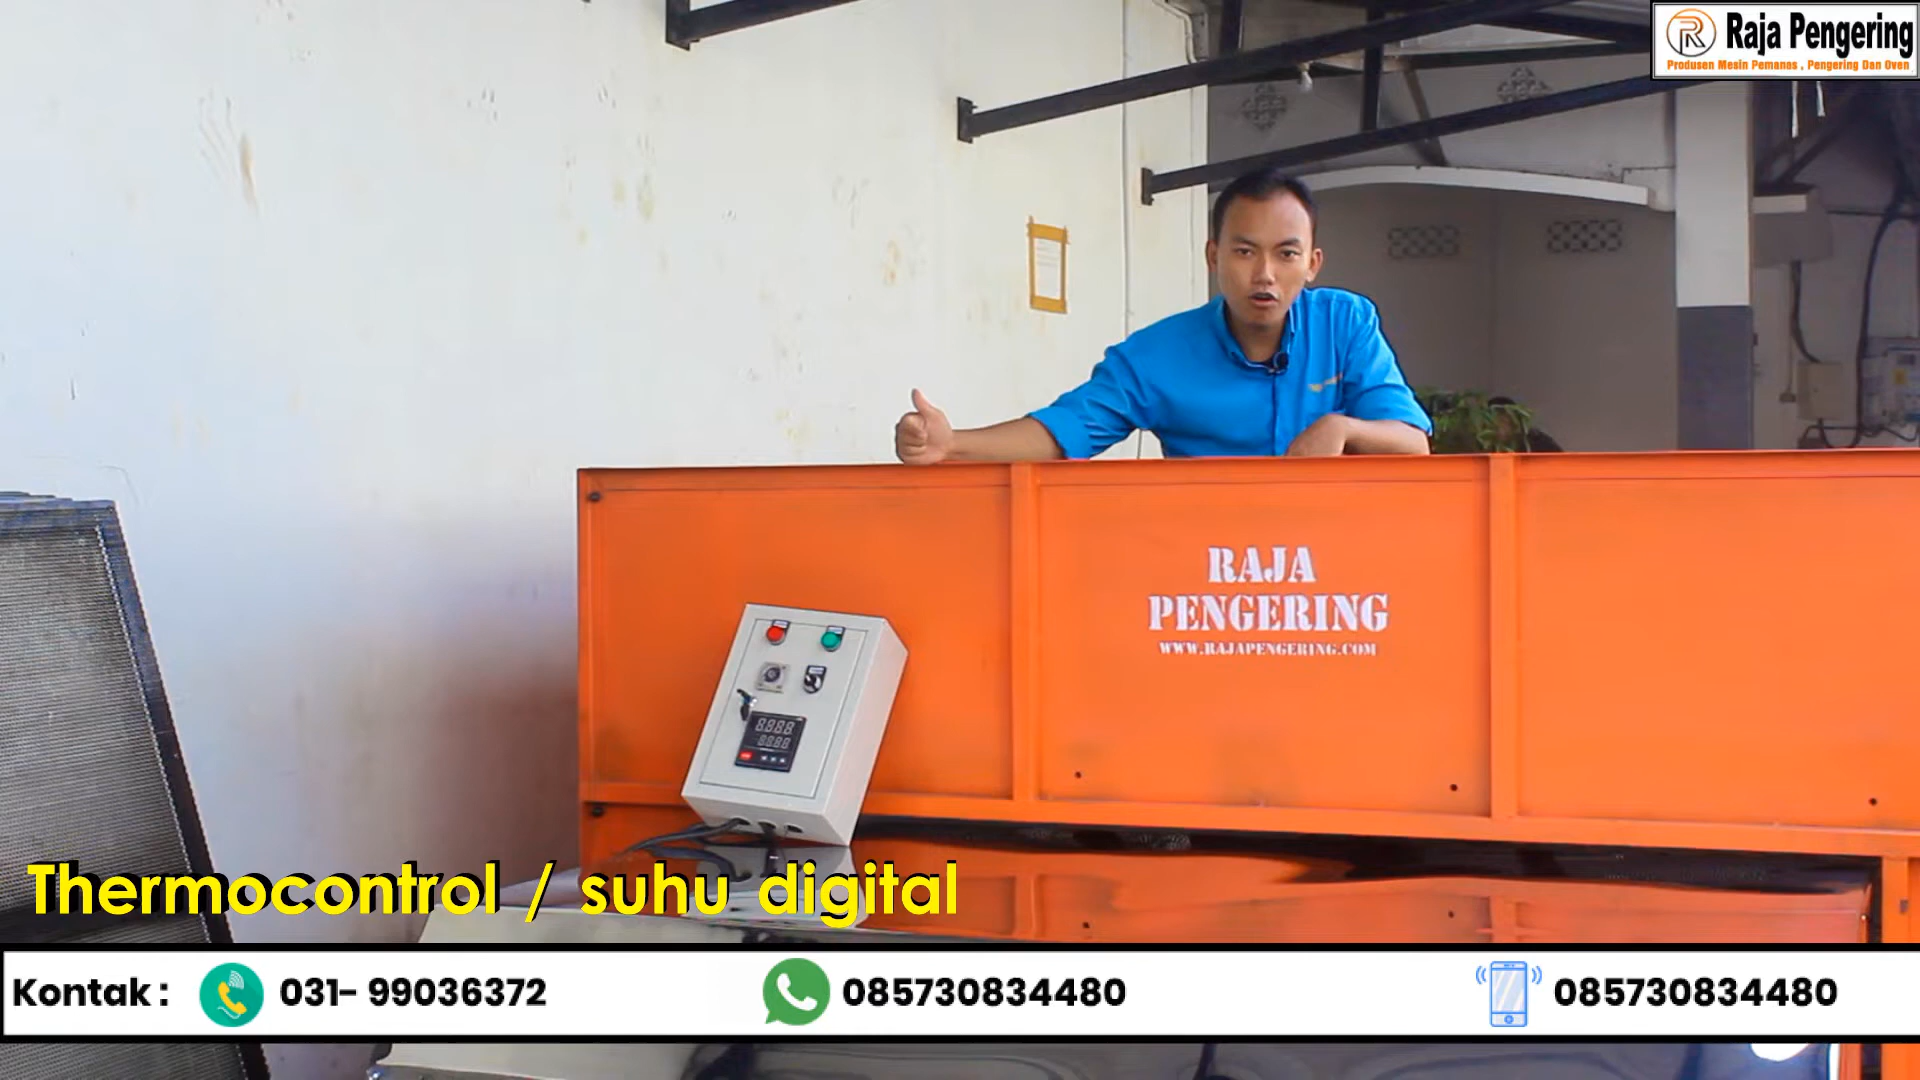 Raja Pengering
Produsen Mesin Pemanas , Pengering Dan Oven
RAJA
PENGERING
WWW.RAJAPENGERING.COM
Thermocontrol / suhu digital
Kontak : 031- 99036372 085730834480 085730834480